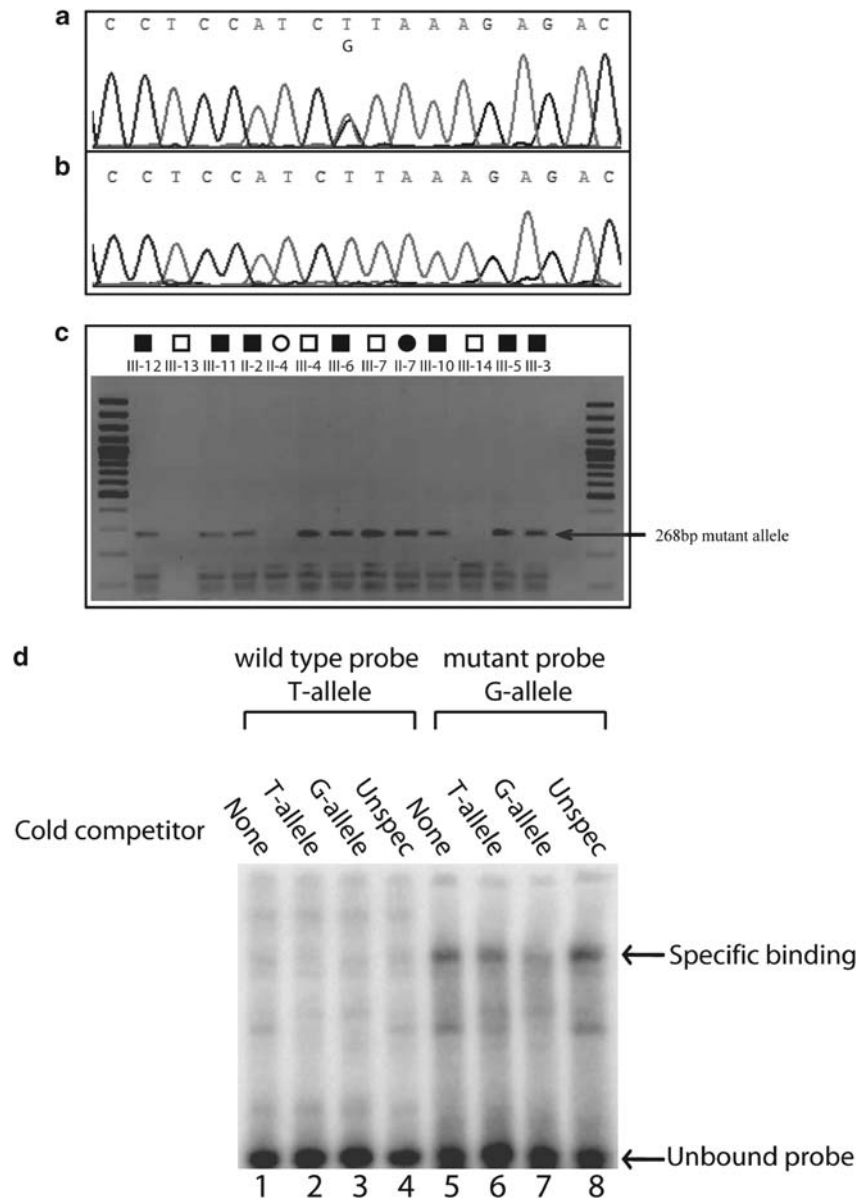 a
C C T C C A T C T T A A A G A G A C
G
b
C C T C C A T C T T A A A G A G A C
c
III-12 III-13 III-11 II-2 II-4 III-4 III-6 III-7 II-7 III-10 III-14 III-5 III-3
268bp mutant allele
d
wild type probe mutant probe
T-allele G-allele
Cold competitor None T-allele G-allele Unspec None T-allele G-allele Unspec
Specific binding
Unbound probe
1 2 3 4 5 6 7 8